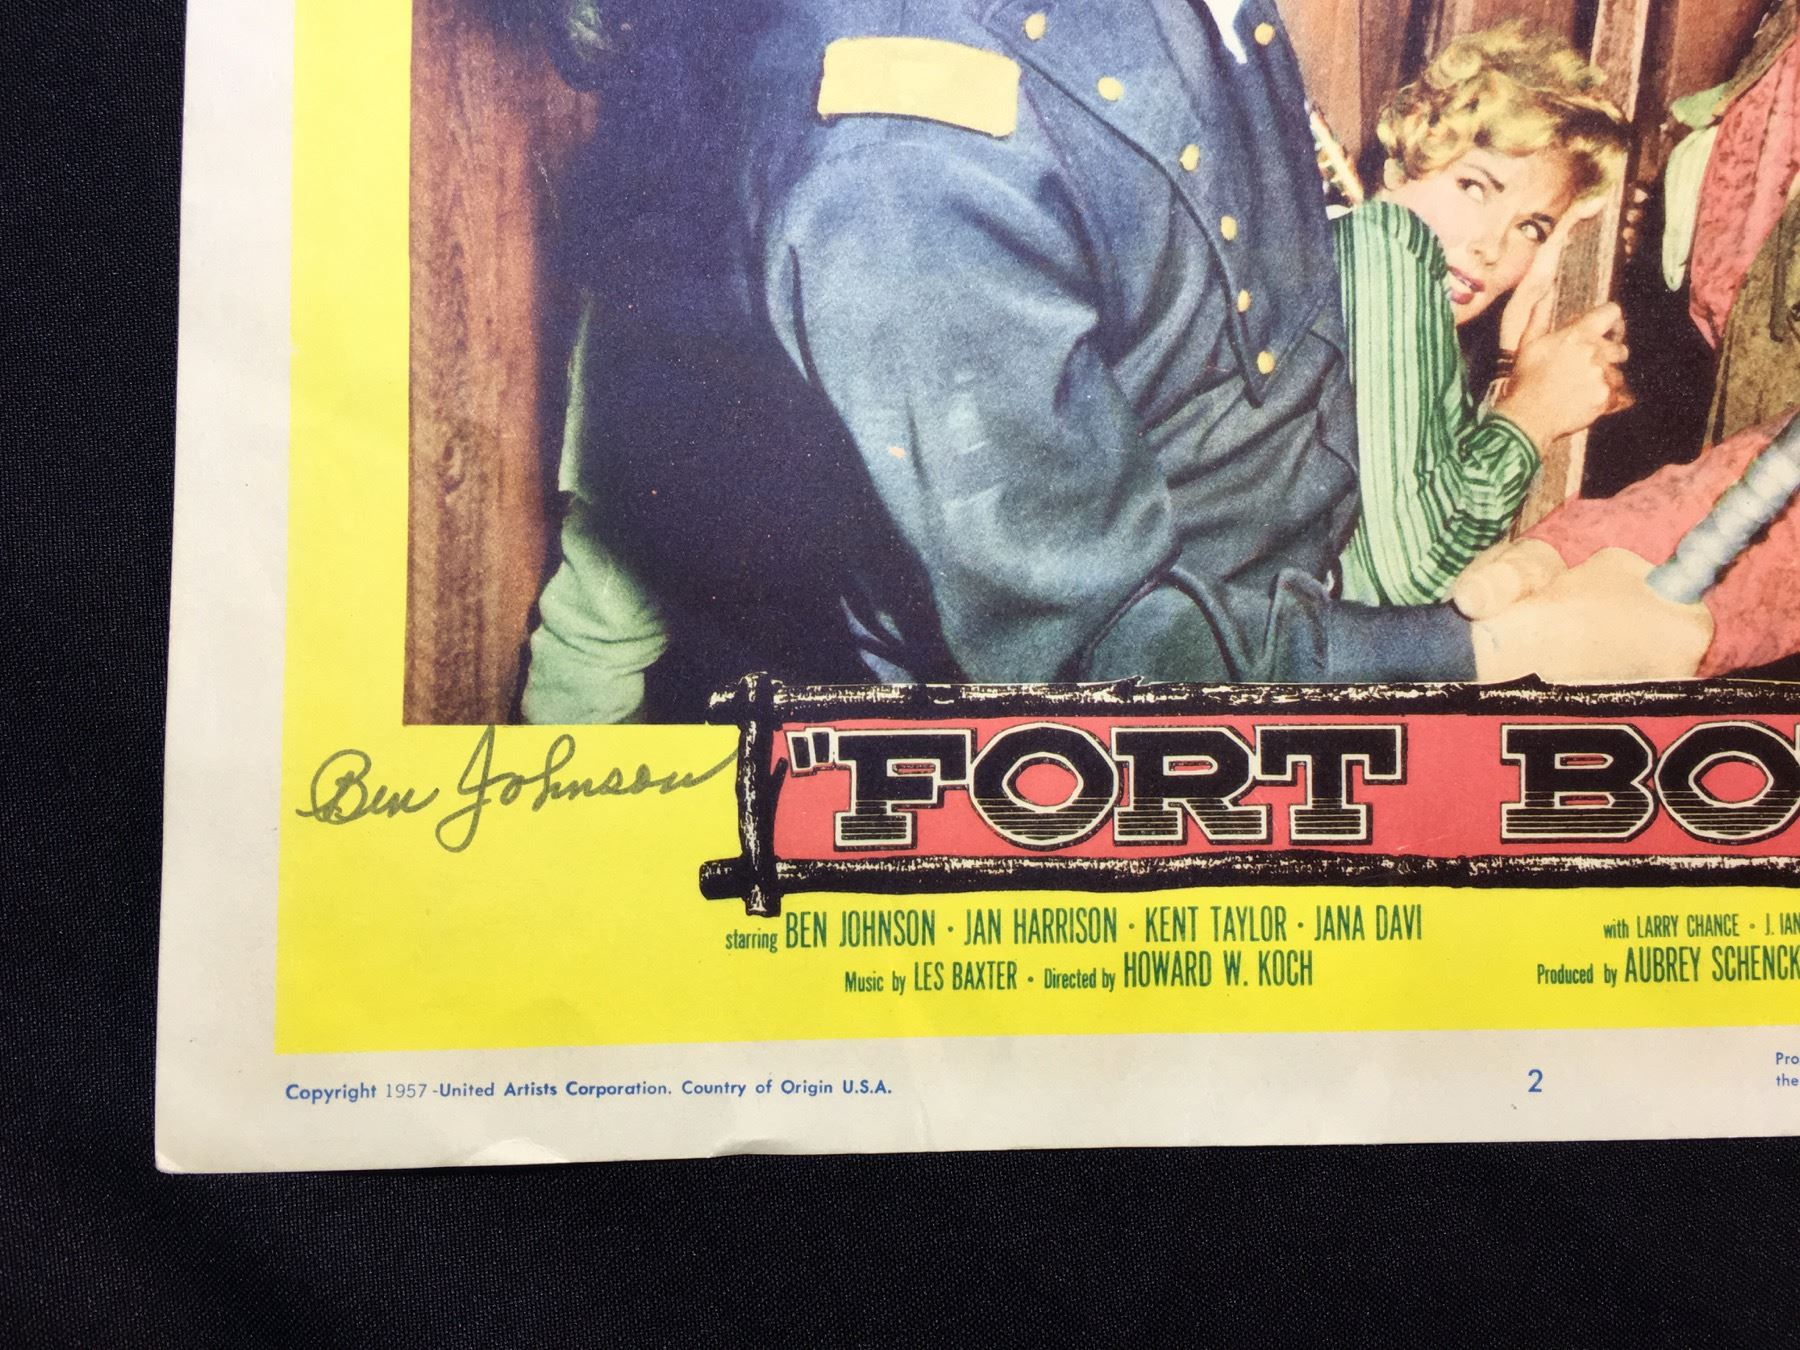 Ben Johnson
"FORT BO
starring BEN JOHNSON · JAN HARRISON · KENT TAYLOR · JANA DAVI with LARRY CHANCE · J. IAN
Music by LES BAXTER · Directed by HOWARD W. KOCH Produced by AUBREY SCHENCK
Copyright 1957 - United Artists Corporation. Country of Origin U.S.A. 2 Pro
the